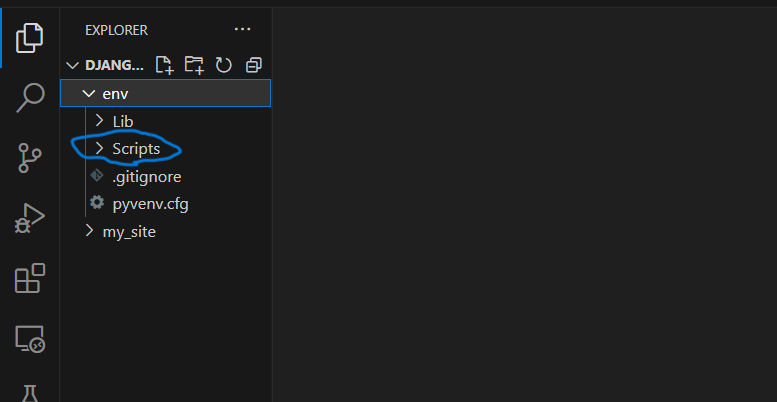 EXPLORER
DJANG...
env
Lib
Scripts
.gitignore
pyvenv.cfg
my_site